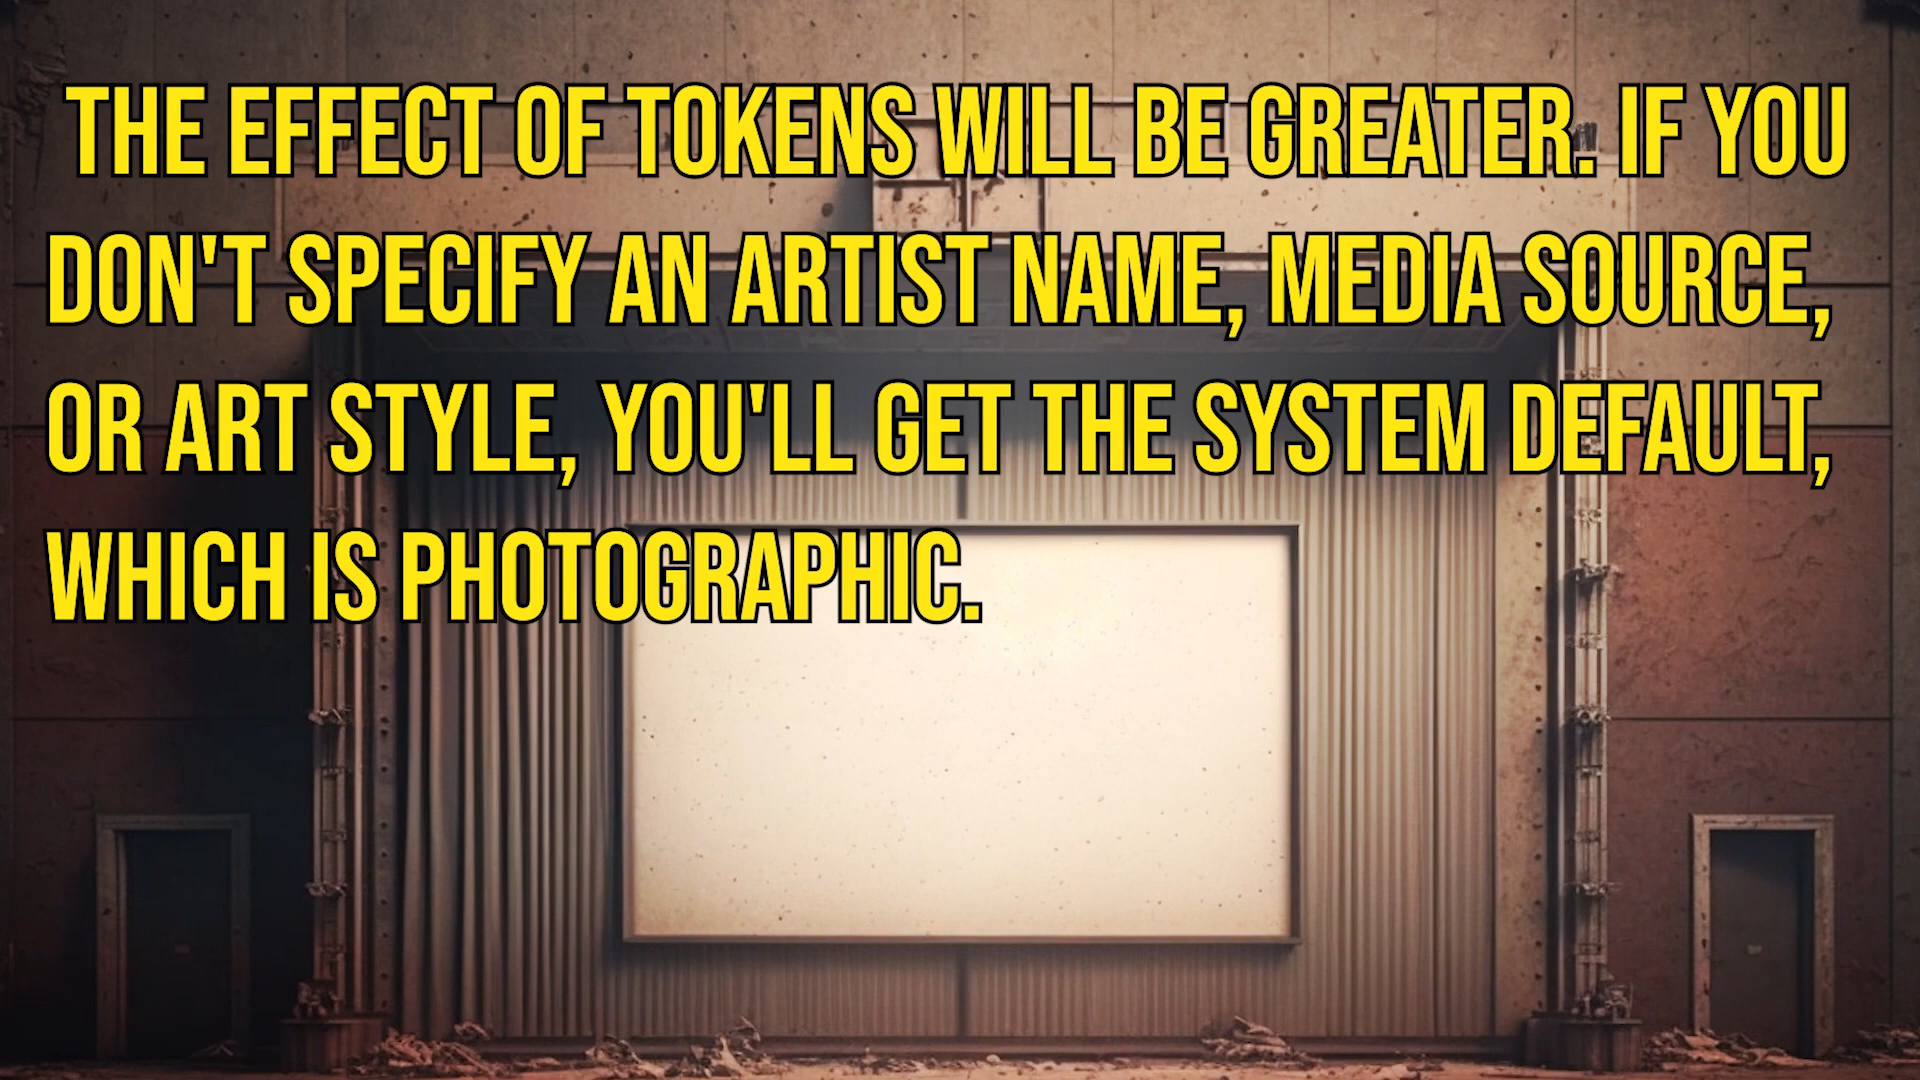 THE EFFECT OF TOKENS WILL BE GREATER. IF YOU
DON'T SPECIFY AN ARTIST NAME, MEDIA SOURCE,
OR ART STYLE, YOU'LL GET THE SYSTEM DEFAULT,
WHICH IS PHOTOGRAPHIC.